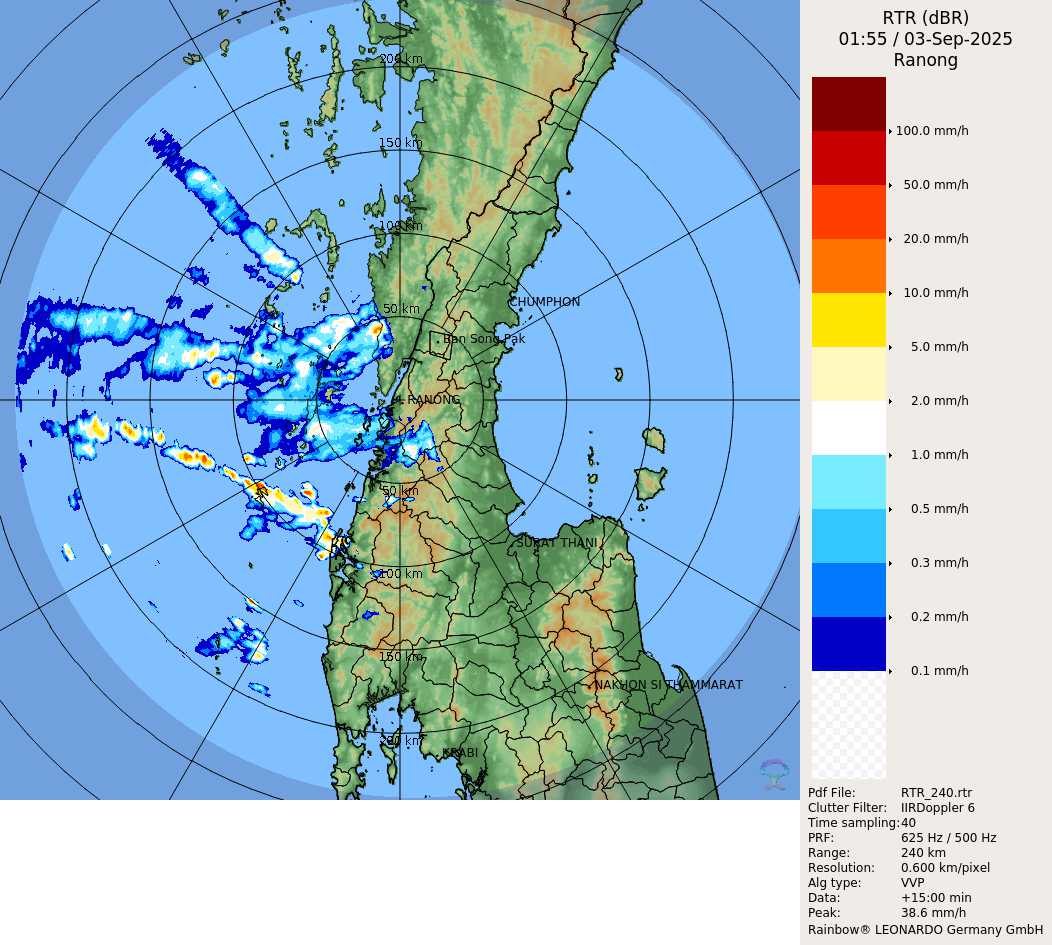 RTR (dBR)
01:55 / 03-Sep-2025
Ranong
200 km
150 km
100 km
50 km
CHUMPHON
Ban Song Pak
RANONG
50 km
SURAT THANI
100 km
150 km
NAKHON SI THAMMARAT
200 km
KRABI
100.0 mm/h
50.0 mm/h
20.0 mm/h
10.0 mm/h
5.0 mm/h
2.0 mm/h
1.0 mm/h
0.5 mm/h
0.3 mm/h
0.2 mm/h
0.1 mm/h
Pdf File: RTR_240.rtr
Clutter Filter: IIRDoppler 6
Time sampling: 40
PRF: 625 Hz / 500 Hz
Range: 240 km
Resolution: 0.600 km/pixel
Alg type: VVP
Data: +15:00 min
Peak: 38.6 mm/h
Rainbow® LEONARDO Germany GmbH